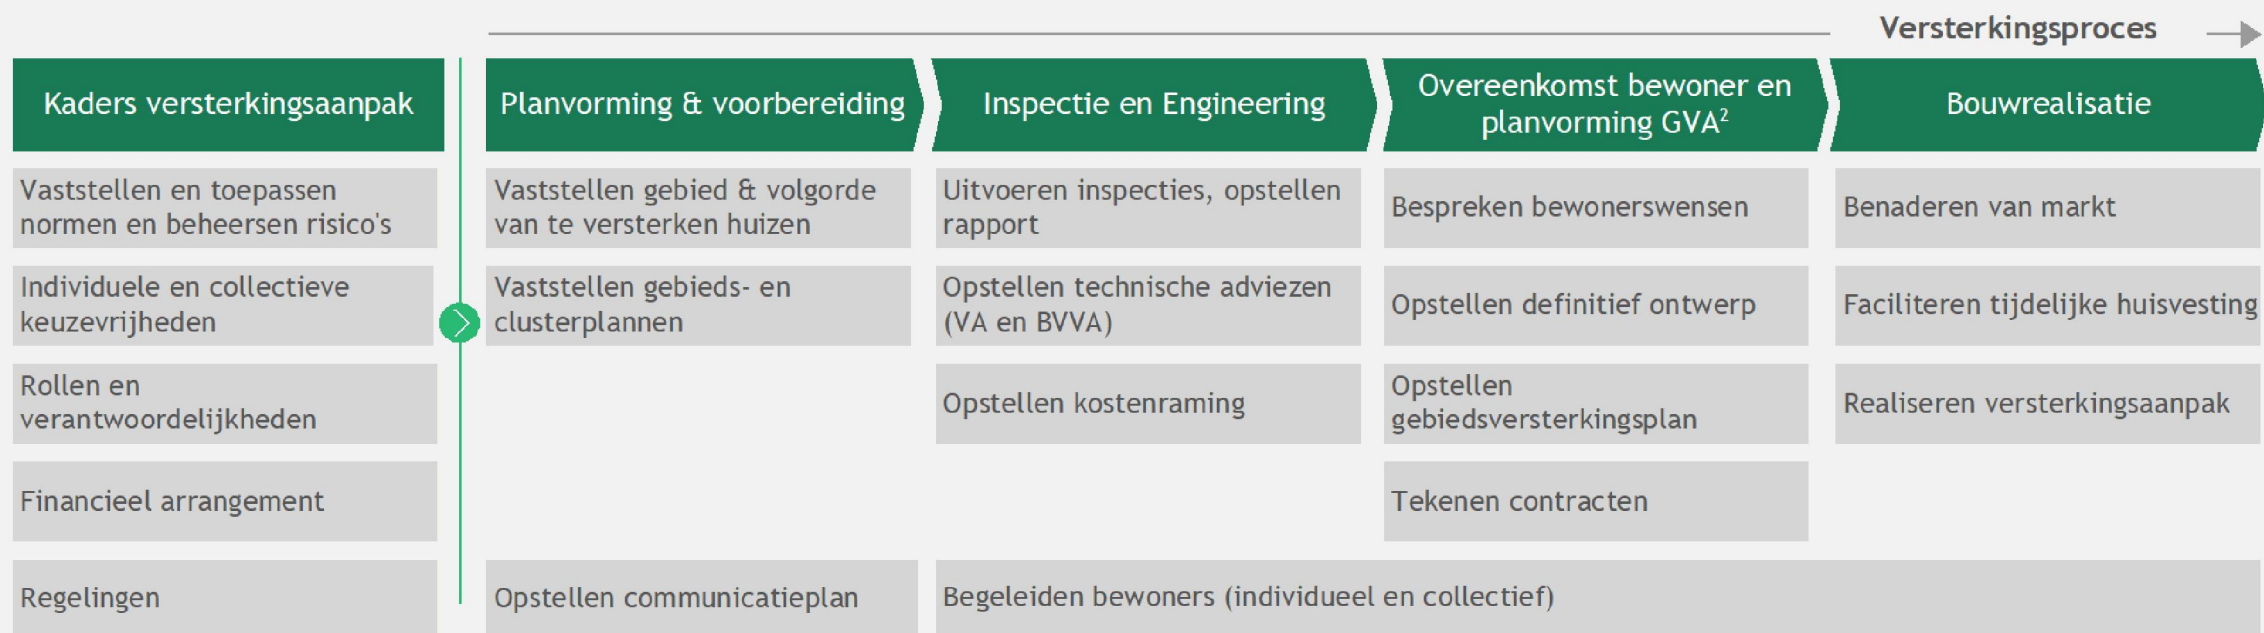 Versterkingsproces
Kaders versterkingsaanpak
Vaststellen en toepassen
normen en beheersen risico's
Individuele en collectieve
keuzevrijheden
Rollen en
verantwoordelijkheden
Financieel arrangement
Regelingen
Planvorming & voorbereiding
Vaststellen gebied & volgorde
van te versterken huizen
Vaststellen gebieds- en
clusterplannen
Opstellen communicatieplan
Inspectie en Engineering
Uitvoeren inspecties, opstellen
rapport
Opstellen technische adviezen
(VA en BVVA)
Opstellen kostenraming
Begeleiden bewoners (individueel en collectief)
Overeenkomst bewoner en
planvorming GVA²
Bespreken bewonerswensen
Opstellen definitief ontwerp
Opstellen
gebiedsversterkingsplan
Tekenen contracten
Bouwrealisatie
Benaderen van markt
Faciliteren tijdelijke huisvesting
Realiseren versterkingsaanpak